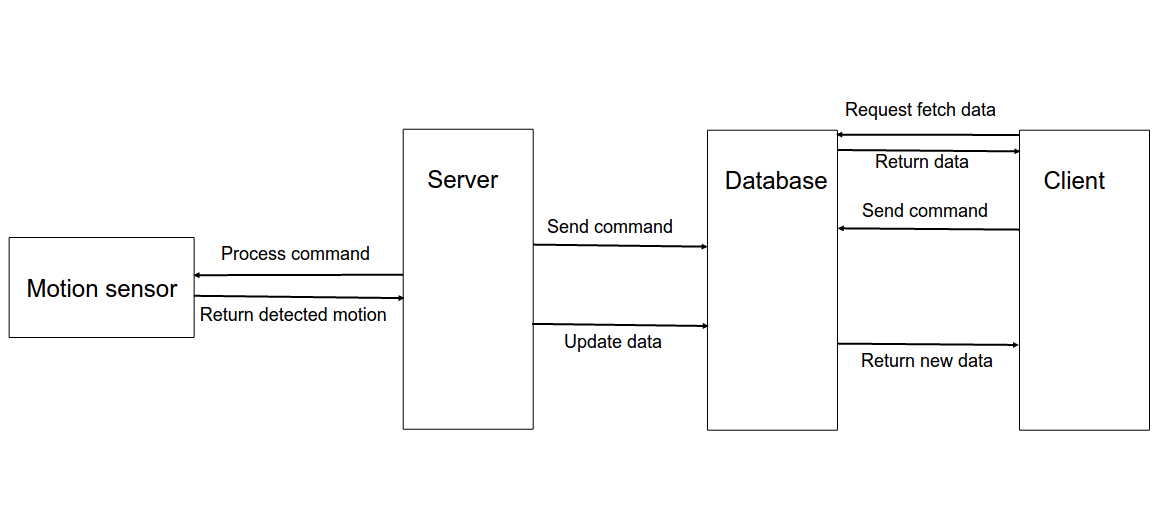 Request fetch data
Return data
Server
Database
Client
Send command
Send command
Process command
Motion sensor
Return detected motion
Update data
Return new data